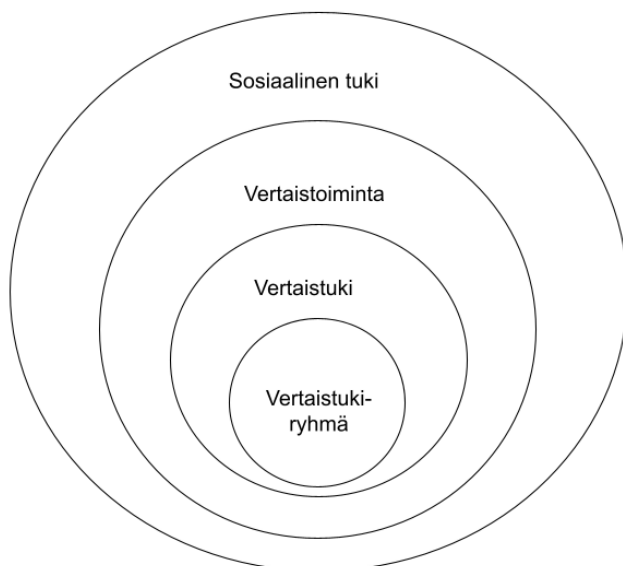 Sosiaalinen tuki
Vertaistoiminta
Vertaistuki
Vertaistuki-
ryhmä